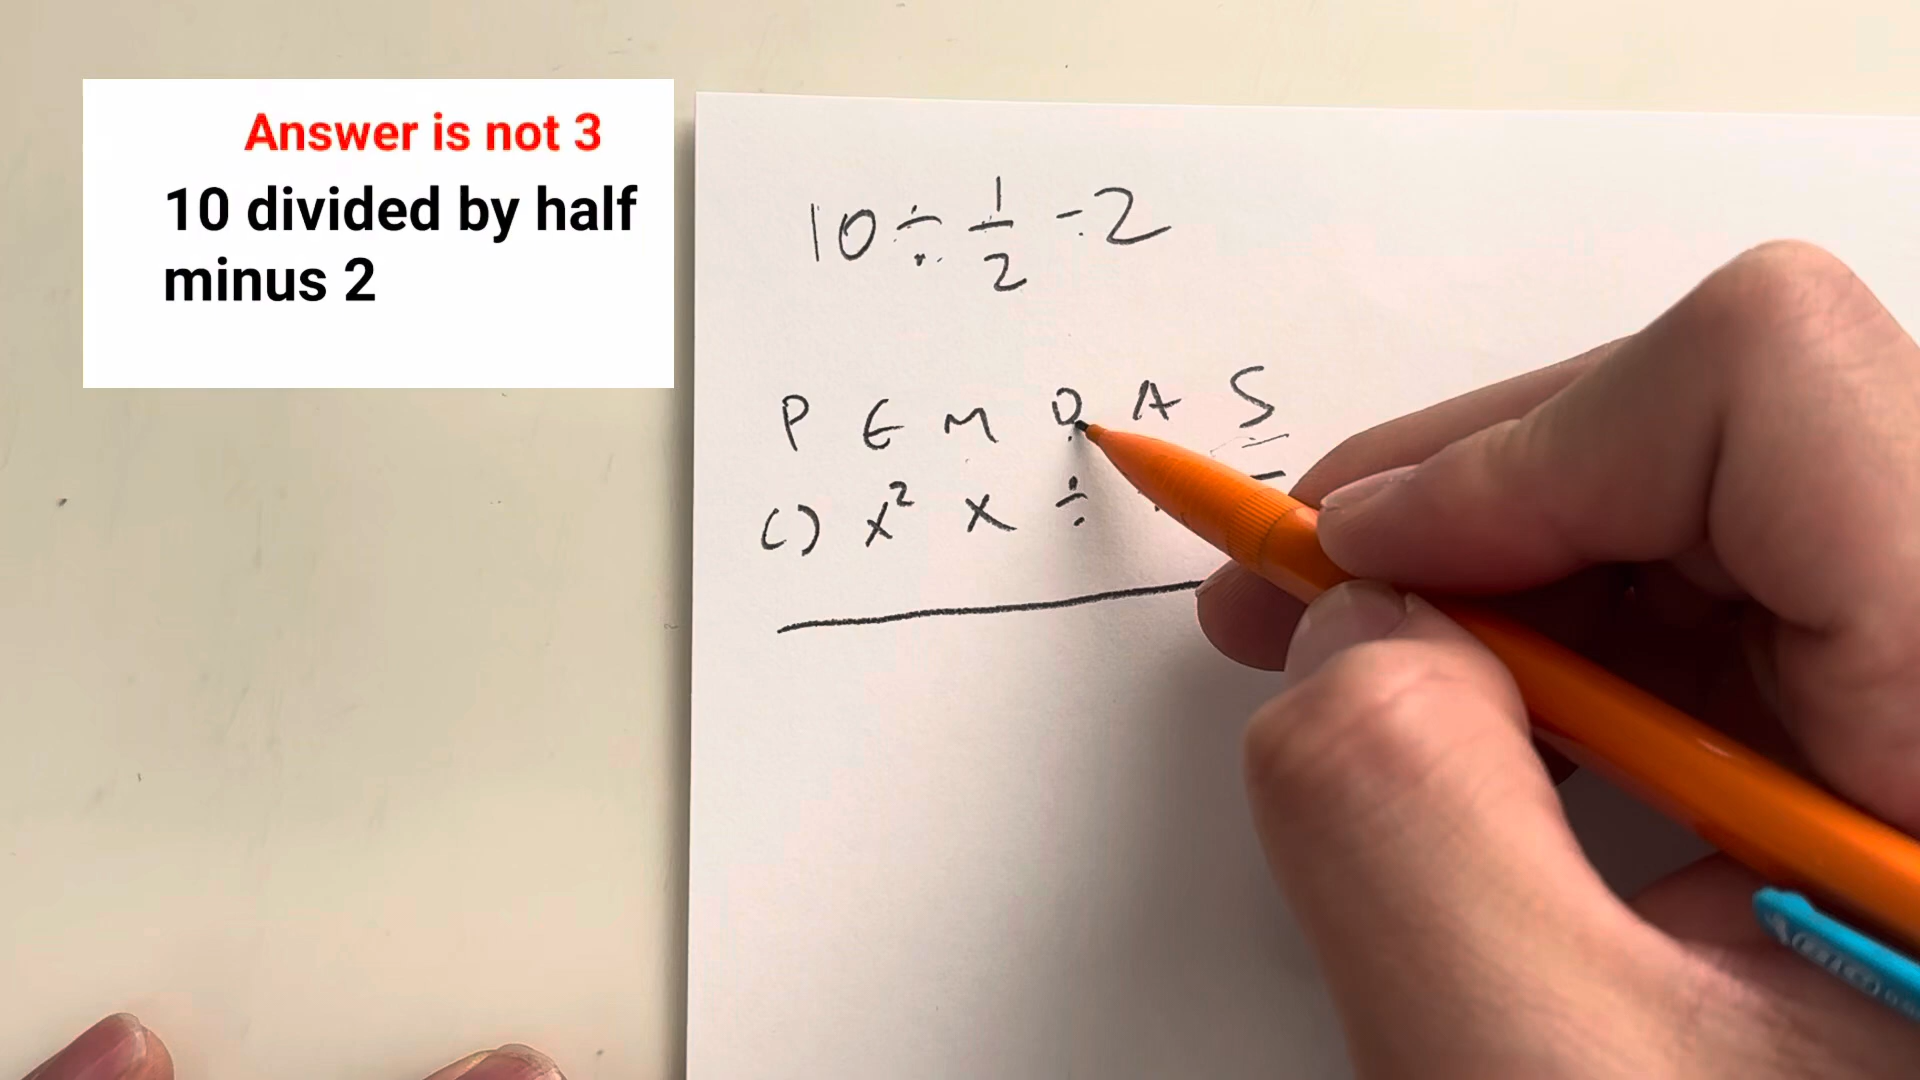 Answer is not 3
10 divided by half
minus 2
10 ÷ 1/2 - 2
P E M D A S
() x² × ÷ -